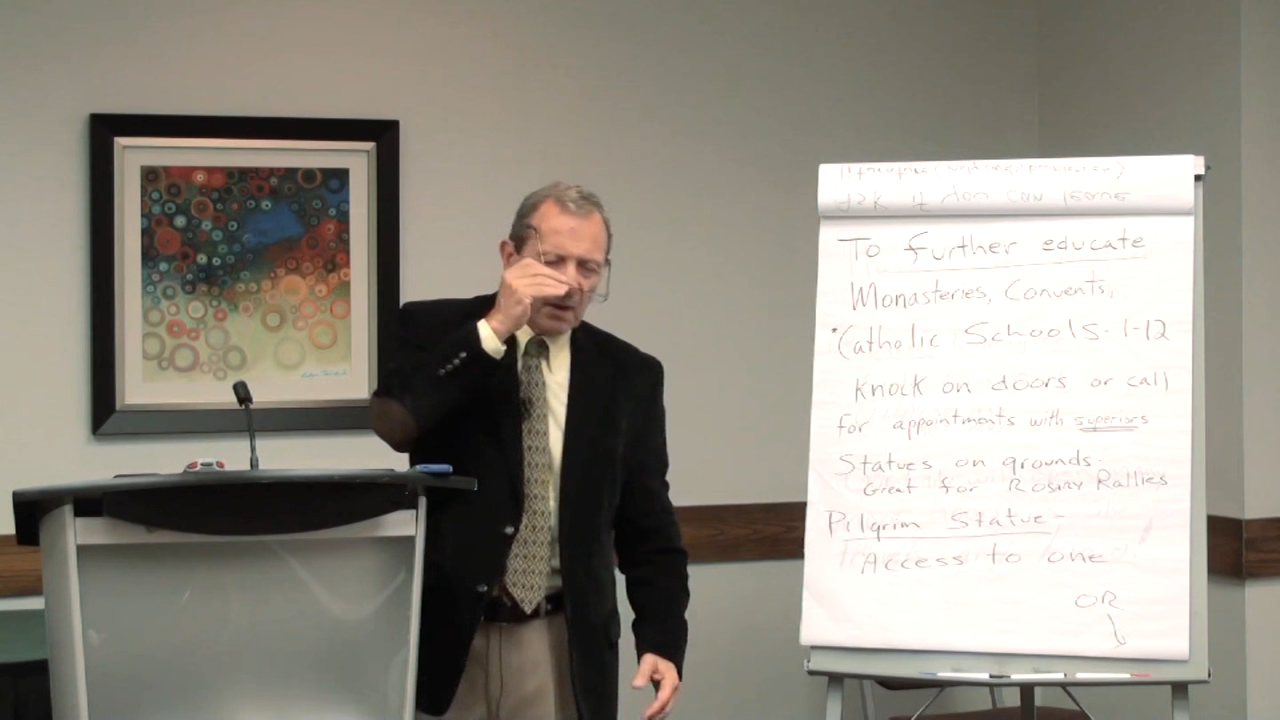 To further educate
Monasteries, Convents,
*Catholic Schools. 1-12
Knock on doors or call
for appointments with superiors
Statues on grounds.
Great for Rosary Rallies
Pilgrim Statue -
Access to one
OR